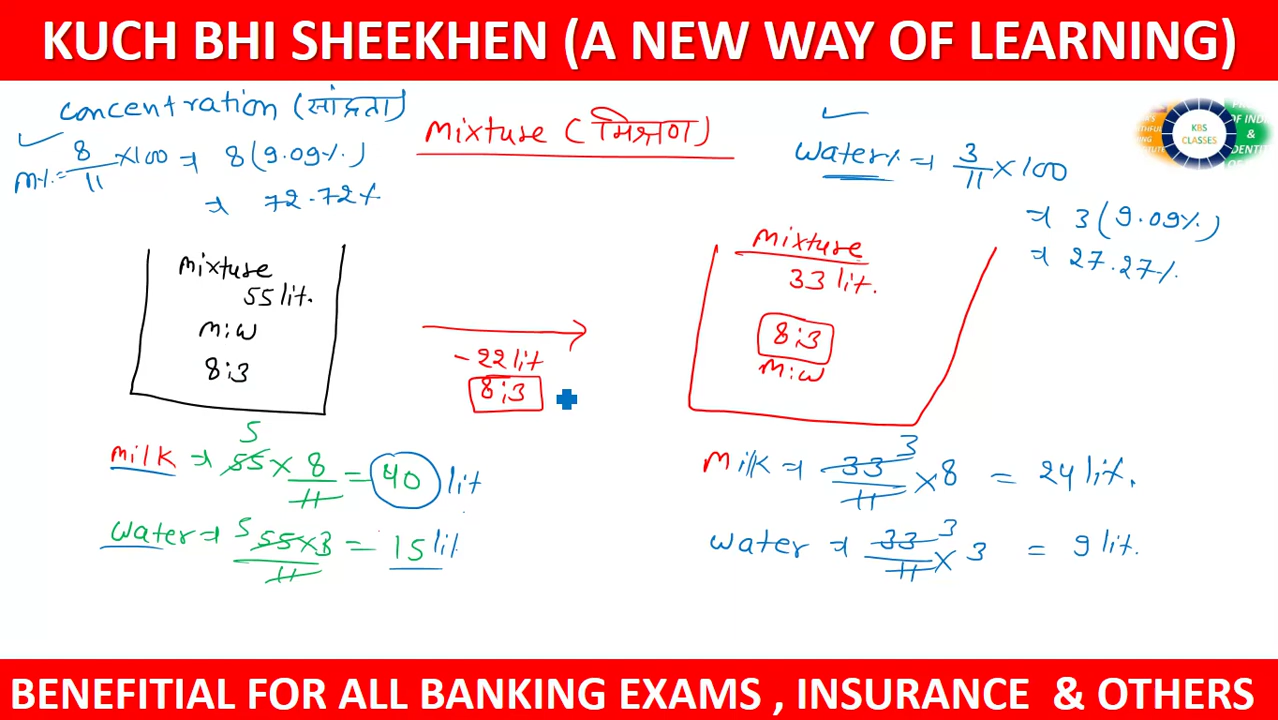 KUCH BHI SHEEKHEN (A NEW WAY OF LEARNING)
Concentration (सांद्रता)
M% = 8/11 × 100 ⇒ 8 (9.09%)
⇒ 72.72%
Mixture (मिश्रण)
Water% ⇒ 3/11 × 100
⇒ 3 (9.09%)
⇒ 27.27%
KBS
CLASSES
OF INDI
&
Mixture
55 lit.
M:W
8:3
-22 lit
8:3
Mixture
33 lit.
8:3
M:W
Milk ⇒ 55 5 × 8/11 = 40 lit
Water ⇒ 5 55×3/11 = 15 lit
Milk ⇒ 33 3/11 × 8 = 24 lit.
Water ⇒ 33 3/11 × 3 = 9 lit.
BENEFITIAL FOR ALL BANKING EXAMS , INSURANCE & OTHERS